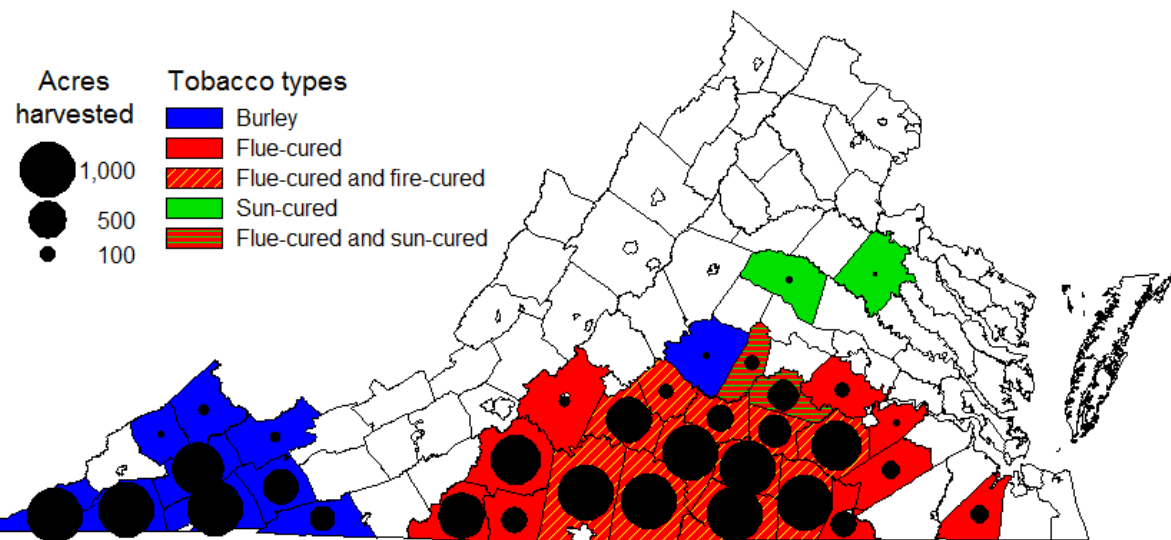 Acres
harvested
1,000
500
100
Tobacco types
Burley
Flue-cured
Flue-cured and fire-cured
Sun-cured
Flue-cured and sun-cured